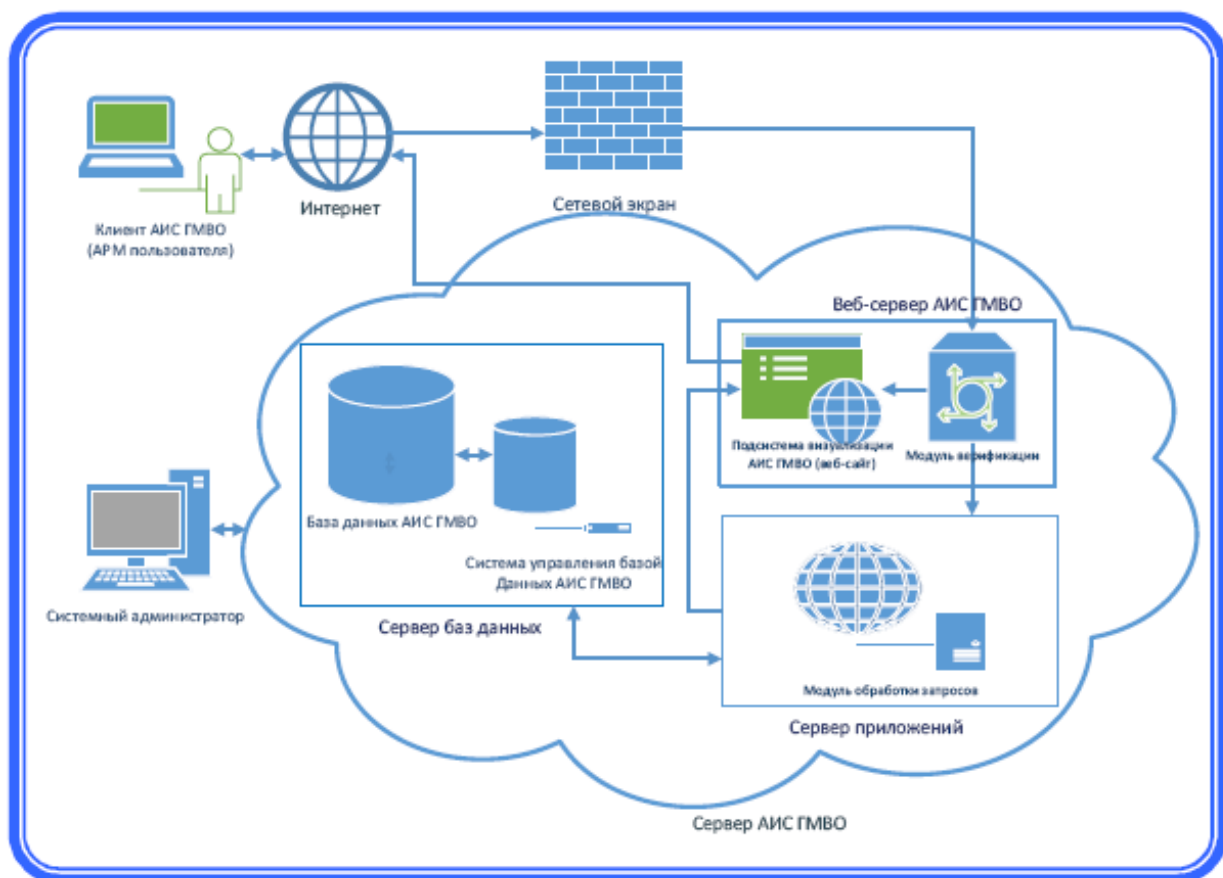 Интернет
Сетевой экран
Клиент АИС ГМВО
(АРМ пользователя)
Веб-сервер АИС ГМВО
Подсистема визуализации
АИС ГМВО (веб-сайт)
Модуль верификации
База данных АИС ГМВО
Система управления базой
Данных АИС ГМВО
Сервер баз данных
Системный администратор
Модуль обработки запросов
Сервер приложений
Сервер АИС ГМВО